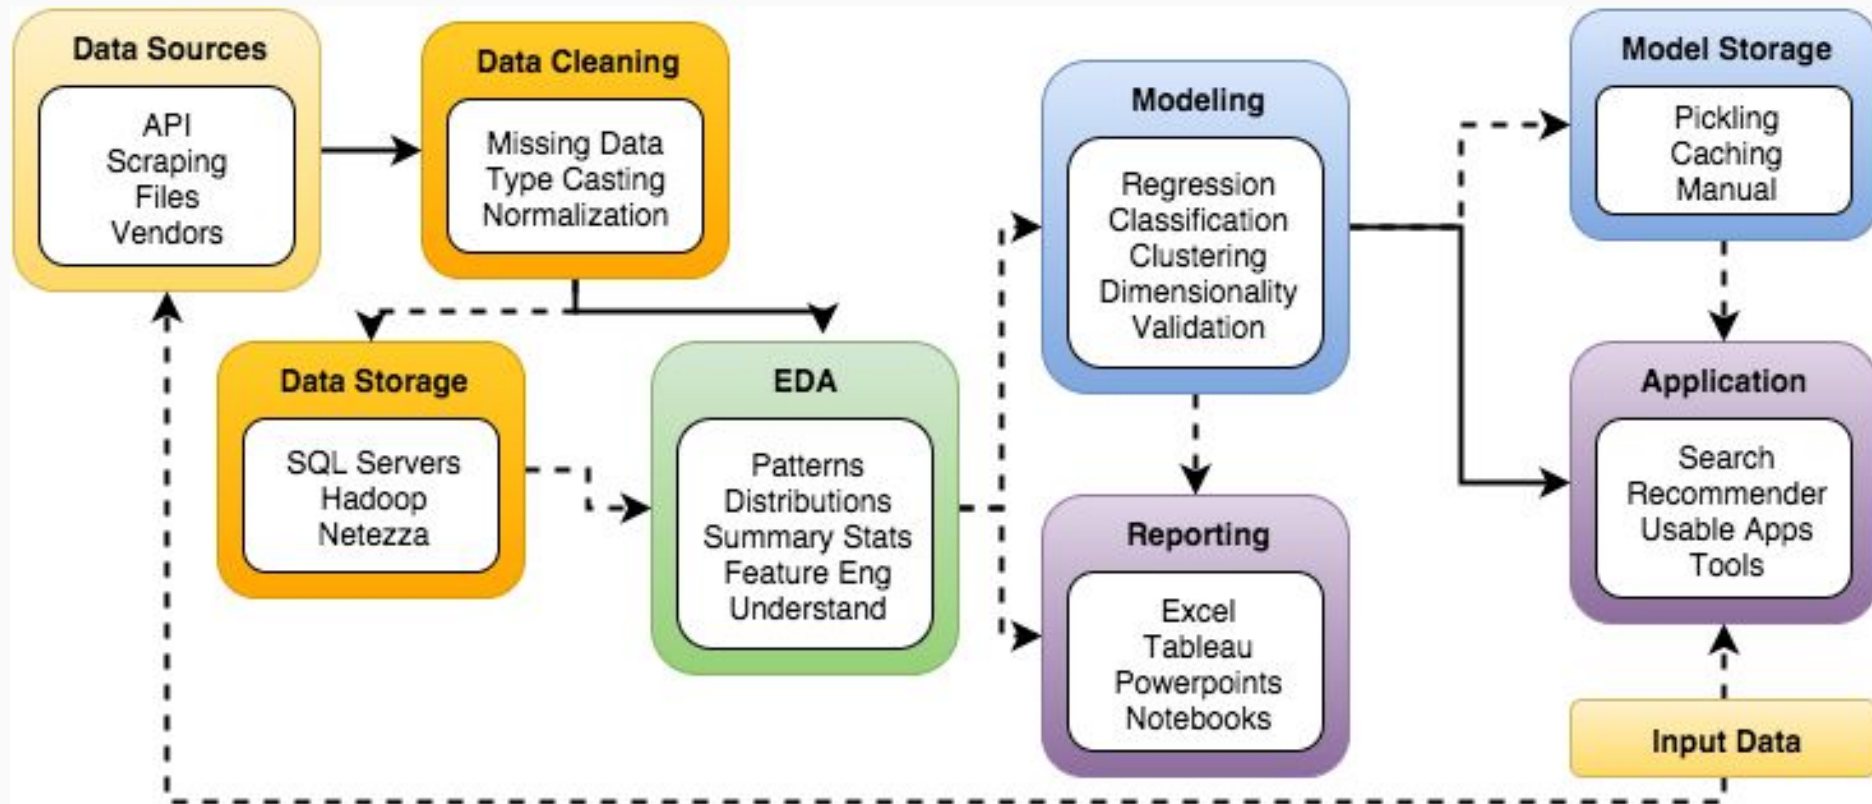 Data Sources
API
Scraping
Files
Vendors
Data Cleaning
Missing Data
Type Casting
Normalization
Data Storage
SQL Servers
Hadoop
Netezza
EDA
Patterns
Distributions
Summary Stats
Feature Eng
Understand
Modeling
Regression
Classification
Clustering
Dimensionality
Validation
Reporting
Excel
Tableau
Powerpoints
Notebooks
Model Storage
Pickling
Caching
Manual
Application
Search
Recommender
Usable Apps
Tools
Input Data